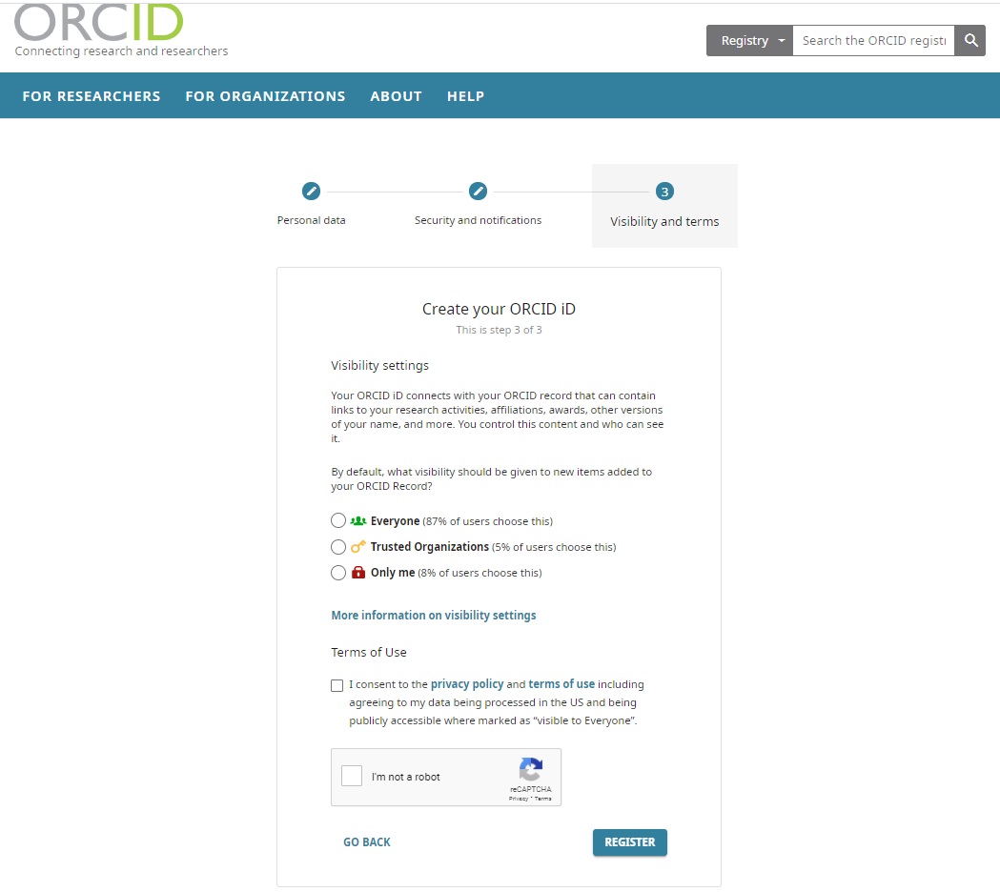 ORCID
Connecting research and researchers
Registry
Search the ORCID registr
FOR RESEARCHERS FOR ORGANIZATIONS ABOUT HELP
3
Personal data Security and notifications Visibility and terms
Create your ORCID iD
This is step 3 of 3
Visibility settings
Your ORCID iD connects with your ORCID record that can contain
links to your research activities, affiliations, awards, other versions
of your name, and more. You control this content and who can see
it.
By default, what visibility should be given to new items added to
your ORCID Record?
Everyone (87% of users choose this)
Trusted Organizations (5% of users choose this)
Only me (8% of users choose this)
More information on visibility settings
Terms of Use
I consent to the privacy policy and terms of use including
agreeing to my data being processed in the US and being
publicly accessible where marked as “visible to Everyone”.
I'm not a robot
reCAPTCHA
Privacy - Terms
GO BACK
REGISTER